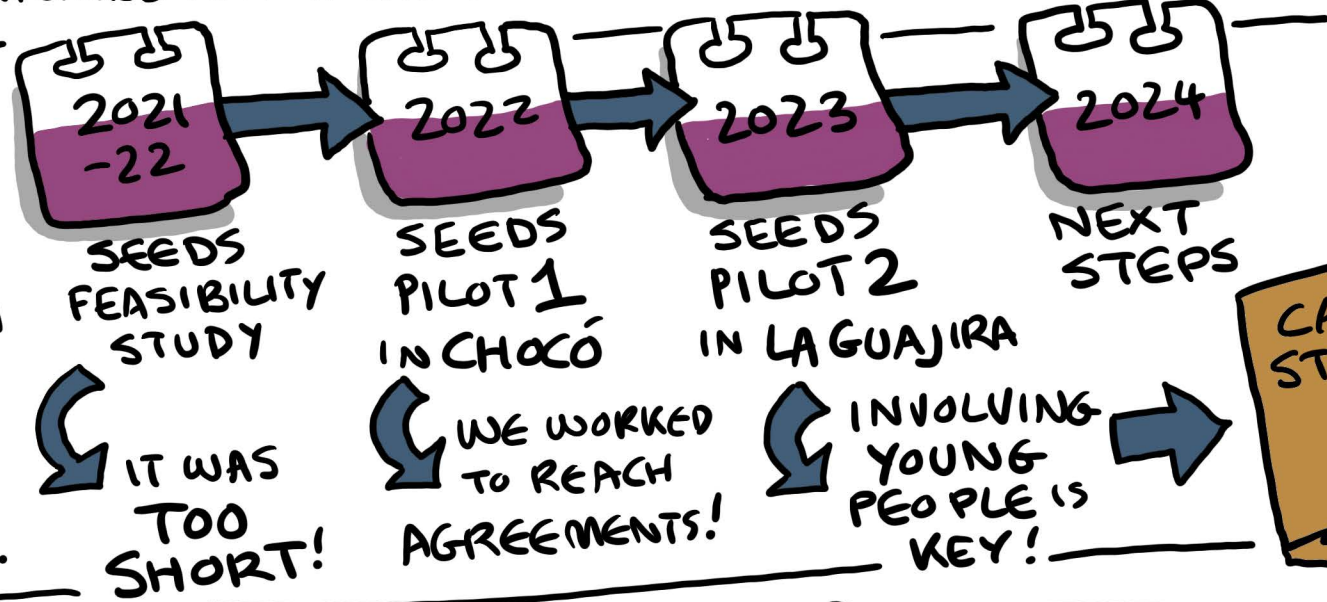 2021
-22
SEEDS
FEASIBILITY
STUDY
IT WAS
TOO
SHORT!
2022
SEEDS
PILOT 1
IN CHOCÓ
WE WORKED
TO REACH
AGREEMENTS!
2023
SEEDS
PILOT 2
IN LA GUAJIRA
INVOLVING
YOUNG
PEOPLE IS
KEY!
2024
NEXT
STEPS